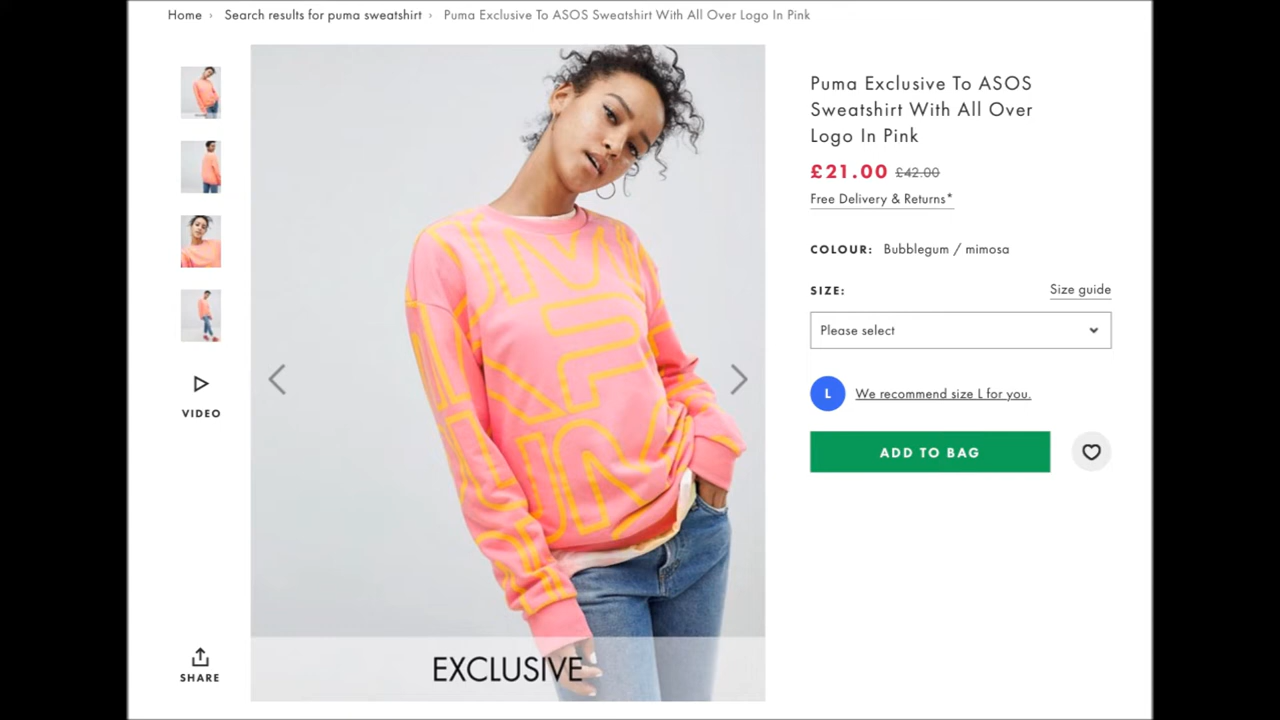 Home › Search results for puma sweatshirt › Puma Exclusive To ASOS Sweatshirt With All Over Logo In Pink
Puma Exclusive To ASOS
Sweatshirt With All Over
Logo In Pink
£21.00 £42.00
Free Delivery & Returns*
COLOUR: Bubblegum / mimosa
SIZE: Size guide
Please select
L We recommend size L for you.
ADD TO BAG
VIDEO
SHARE
EXCLUSIVE